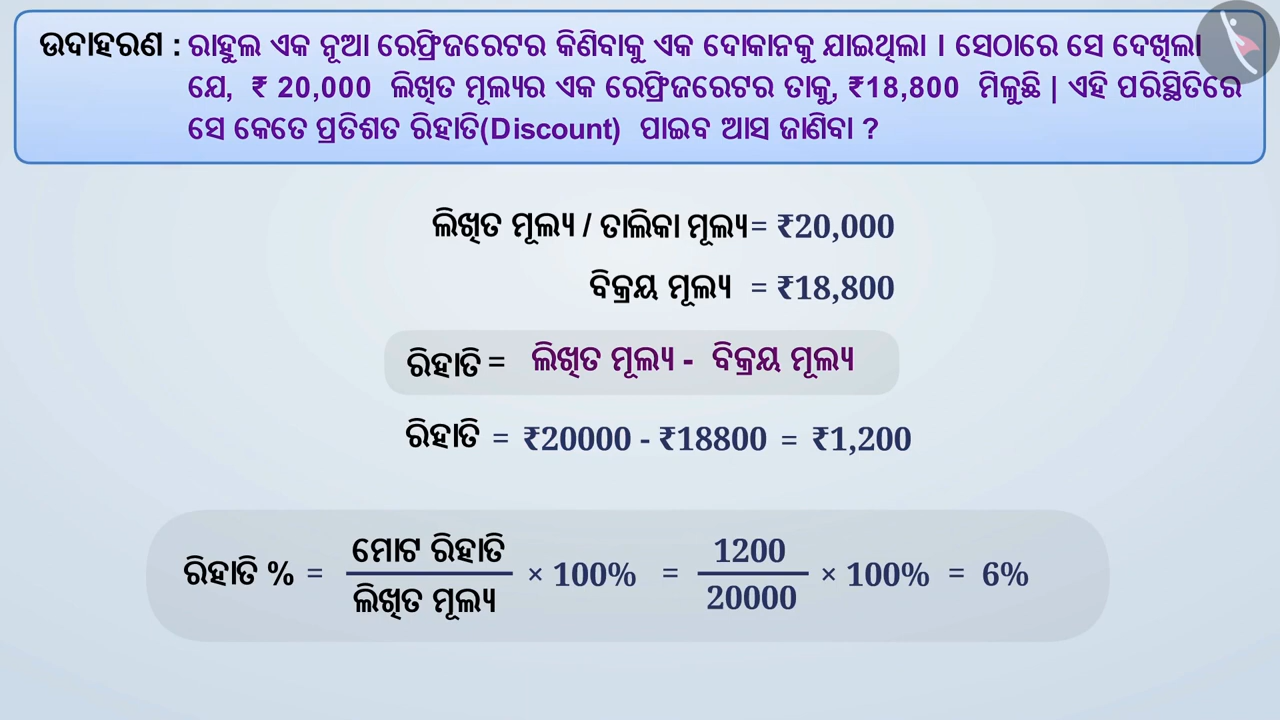 ଉଦାହରଣ : ରାହୁଲ ଏକ ନୂଆ ରେଫ୍ରିଜରେଟର କିଣିବାକୁ ଏକ ଦୋକାନକୁ ଯାଇଥିଲା । ସେଠାରେ ସେ ଦେଖିଲା
ଯେ, ₹ 20,000 ଲିଖିତ ମୂଲ୍ୟର ଏକ ରେଫ୍ରିଜରେଟର ତାକୁ, ₹18,800 ମିଳୁଛି | ଏହି ପରିସ୍ଥିତିରେ
ସେ କେତେ ପ୍ରତିଶତ ରିହାତି(Discount) ପାଇବ ଆସ ଜାଣିବା ?
ଲିଖିତ ମୂଲ୍ୟ / ତାଲିକା ମୂଲ୍ୟ= ₹20,000
ବିକ୍ରୟ ମୂଲ୍ୟ = ₹18,800
ରିହାତି = ଲିଖିତ ମୂଲ୍ୟ - ବିକ୍ରୟ ମୂଲ୍ୟ
ରିହାତି = ₹20000 - ₹18800 = ₹1,200
ମୋଟ ରିହାତି 1200
ରିହାତି % = × 100% = × 100% = 6%
ଲିଖିତ ମୂଲ୍ୟ 20000